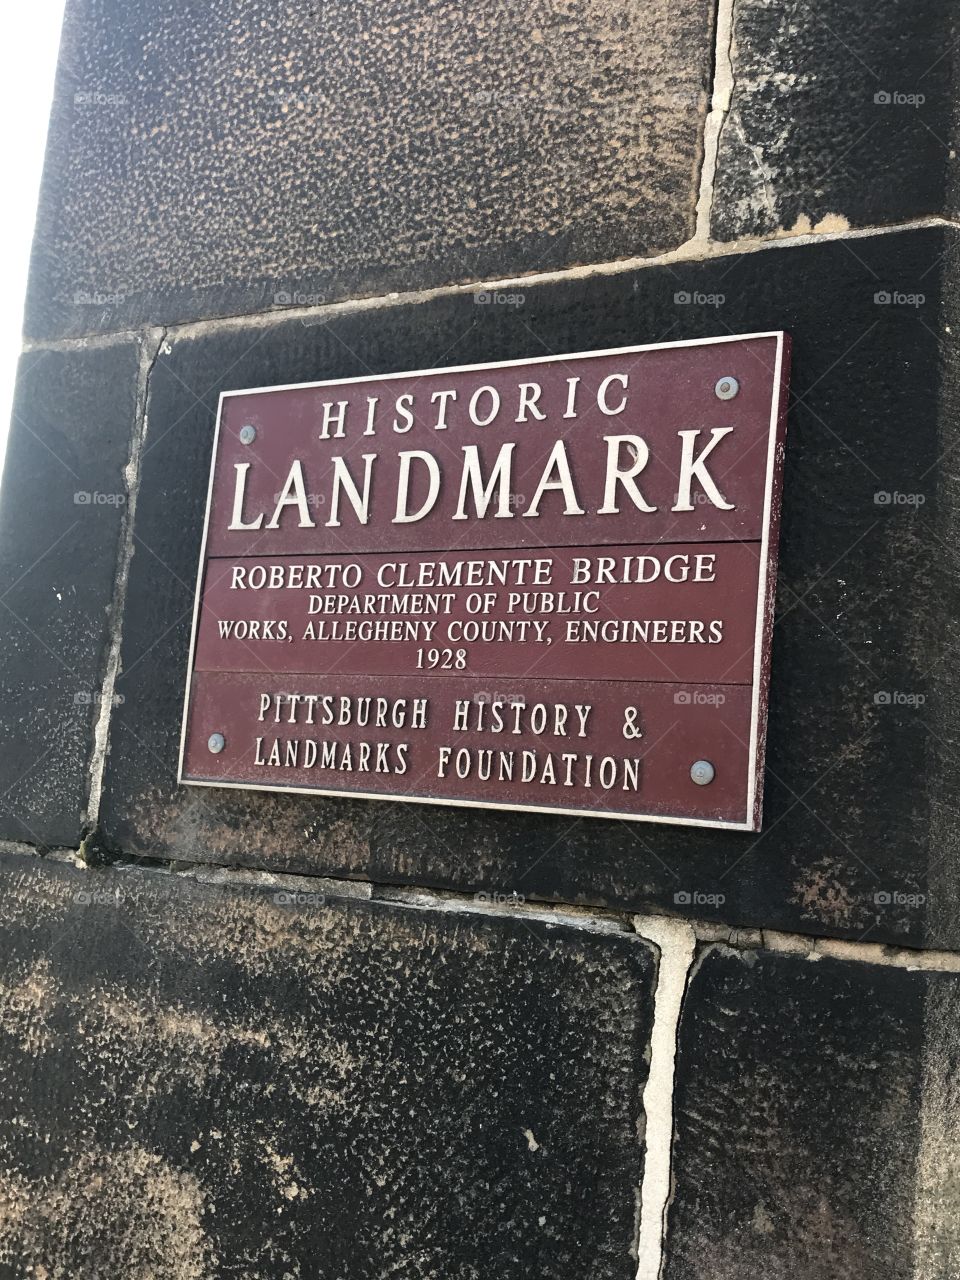 HISTORIC
LANDMARK
ROBERTO CLEMENTE BRIDGE
DEPARTMENT OF PUBLIC
WORKS, ALLEGHENY COUNTY, ENGINEERS
1928
PITTSBURGH HISTORY &
LANDMARKS FOUNDATION